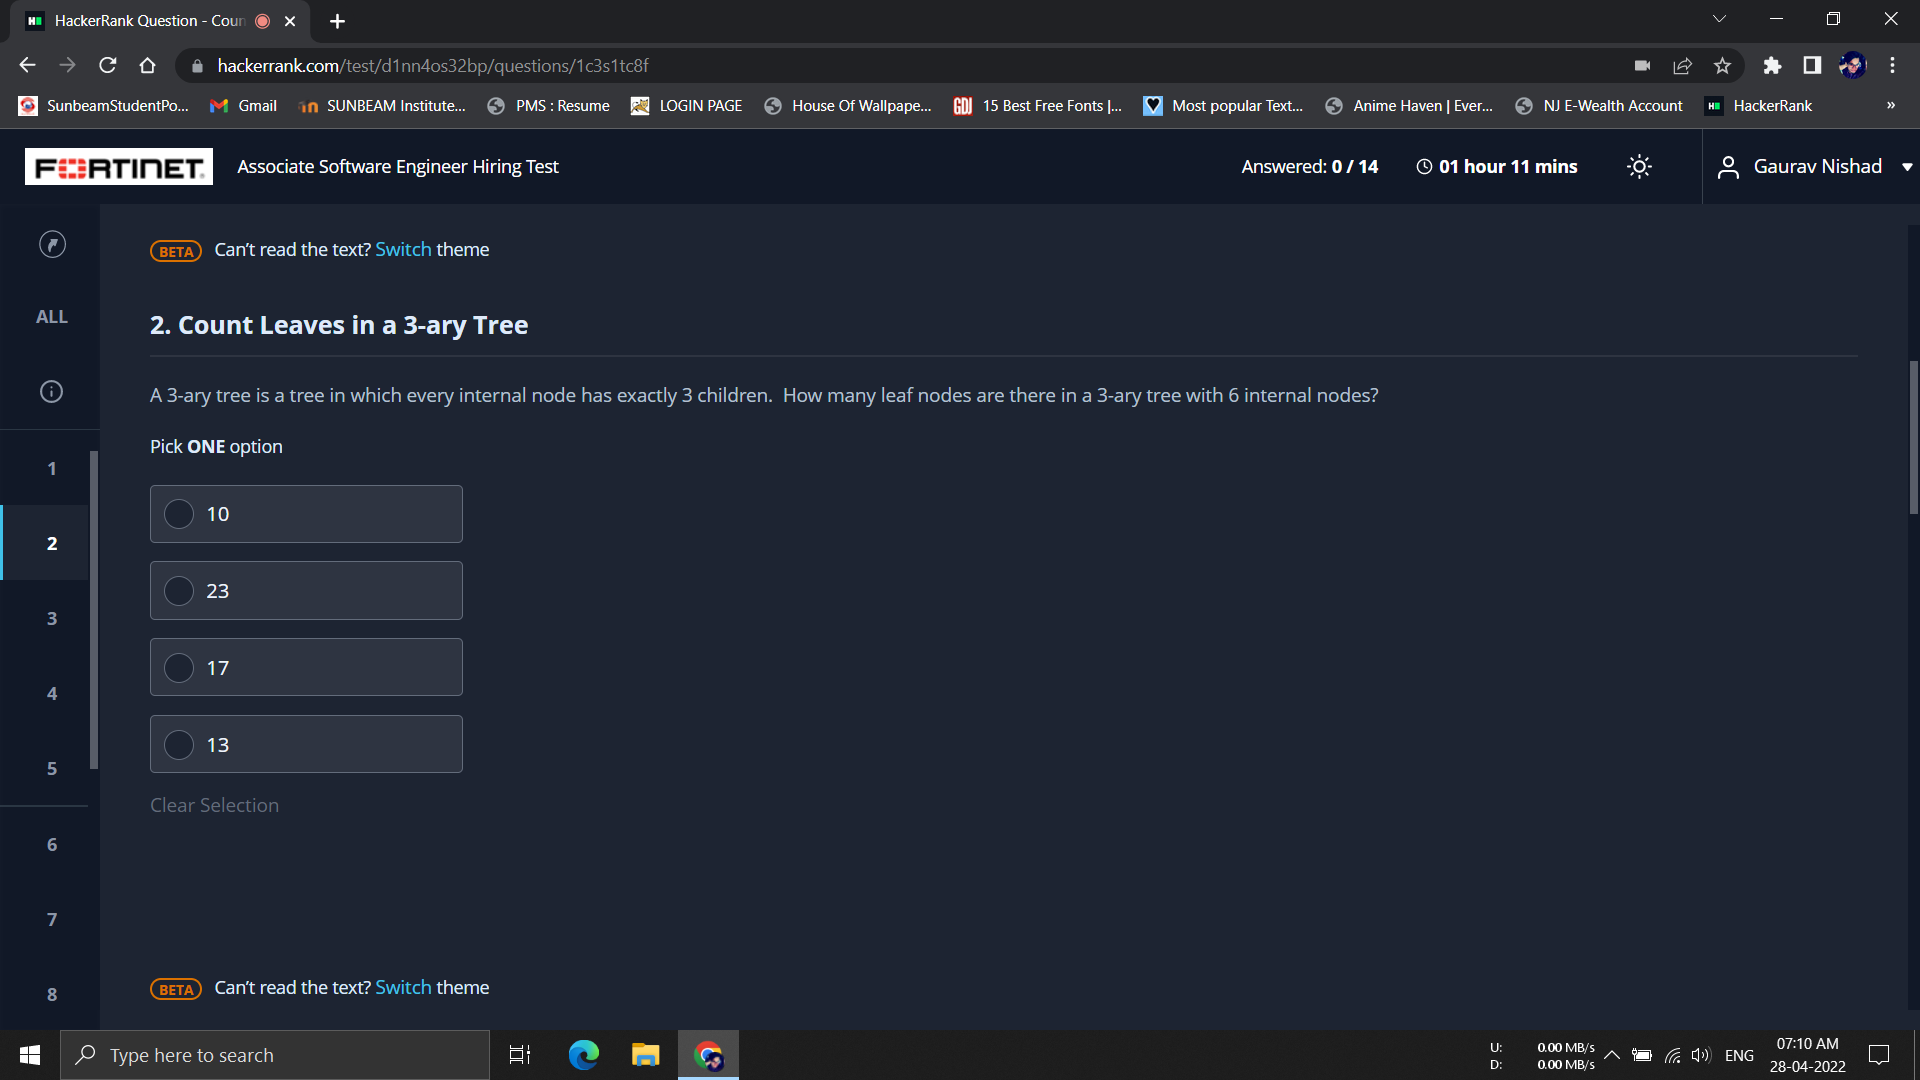 HackerRank Question - Coun
hackerrank.com/test/d1nn4os32bp/questions/1c3s1tc8f
SunbeamStudentPo... Gmail SUNBEAM Institute... PMS : Resume LOGIN PAGE House Of Wallpape... GDJ 15 Best Free Fonts |... Most popular Text... Anime Haven | Ever... NJ E-Wealth Account HackerRank »
FORTINET Associate Software Engineer Hiring Test Answered: 0 / 14 01 hour 11 mins Gaurav Nishad
BETA Can't read the text? Switch theme
ALL
2. Count Leaves in a 3-ary Tree
A 3-ary tree is a tree in which every internal node has exactly 3 children. How many leaf nodes are there in a 3-ary tree with 6 internal nodes?
Pick ONE option
1
10
2
23
3
17
4
13
5
Clear Selection
6
7
8
BETA Can't read the text? Switch theme
Type here to search
U: 0.00 MB/s
D: 0.00 MB/s
ENG
07:10 AM
28-04-2022